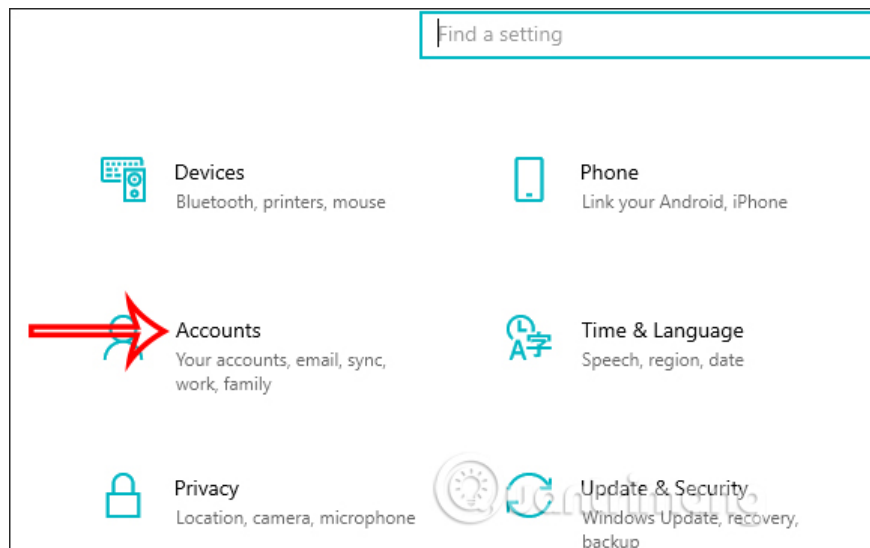 Find a setting
Devices
Bluetooth, printers, mouse
Phone
Link your Android, iPhone
Accounts
Your accounts, email, sync,
work, family
Time & Language
Speech, region, date
Privacy
Location, camera, microphone
Update & Security
Windows Update, recovery,
backup